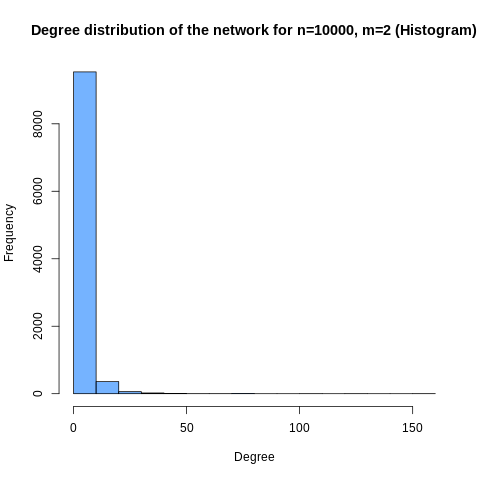 Degree distribution of the network for n=10000, m=2 (Histogram)
Frequency
8000
6000
4000
2000
0
0 50 100 150
Degree